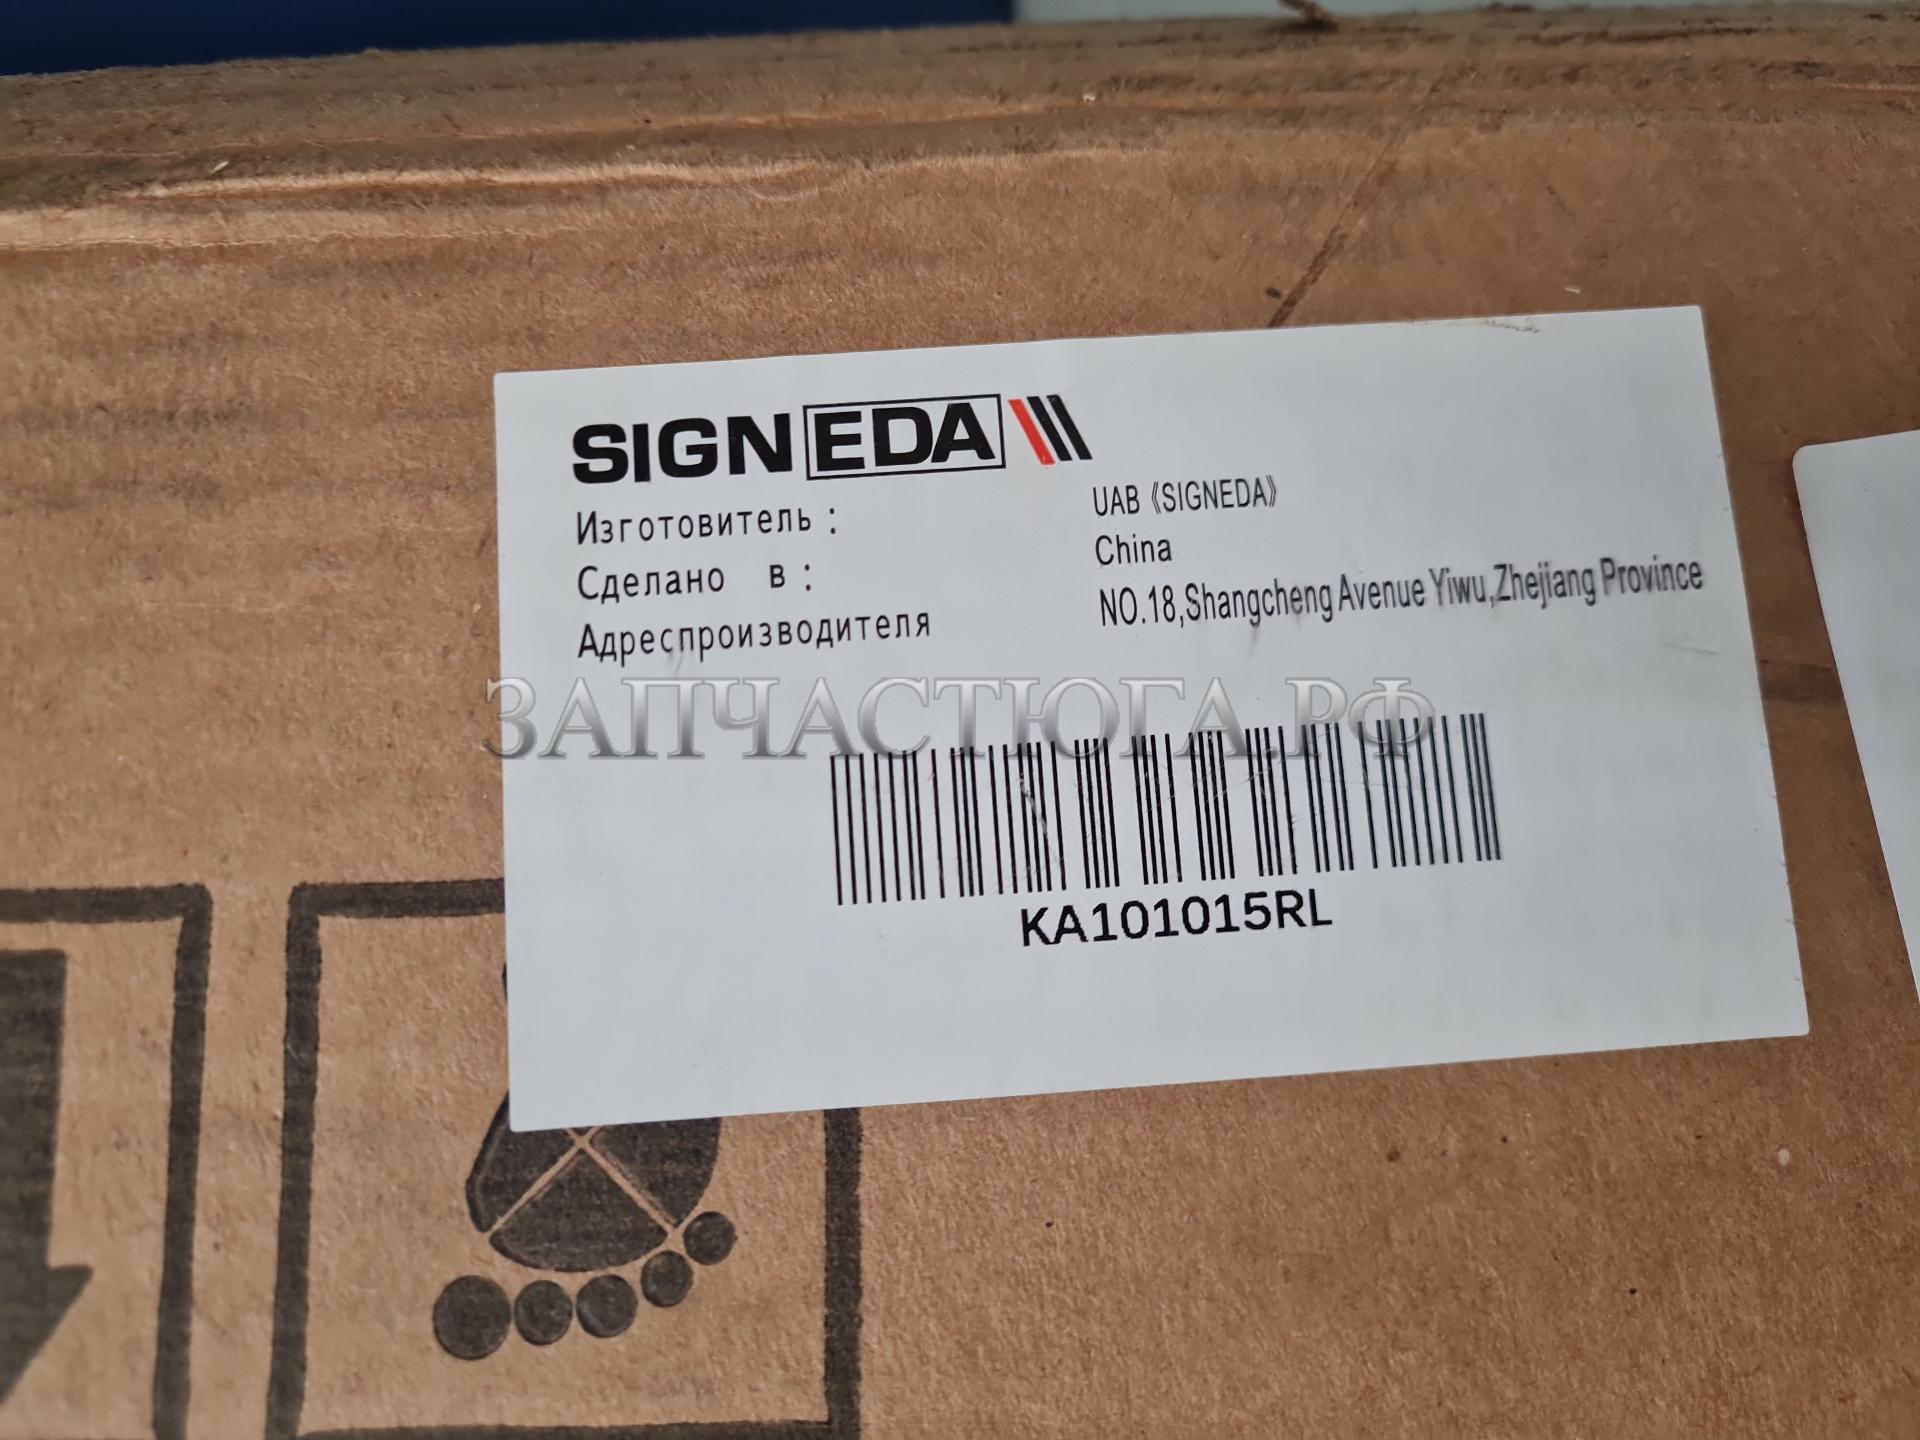 SIGNEDA
Изготовитель : UAB 《SIGNEDA》
Сделано в : China
Адреспроизводителя NO.18,Shangcheng Avenue Yiwu,Zhejiang Province
ЗАПЧАСТЮГА.РФ
KA101015RL